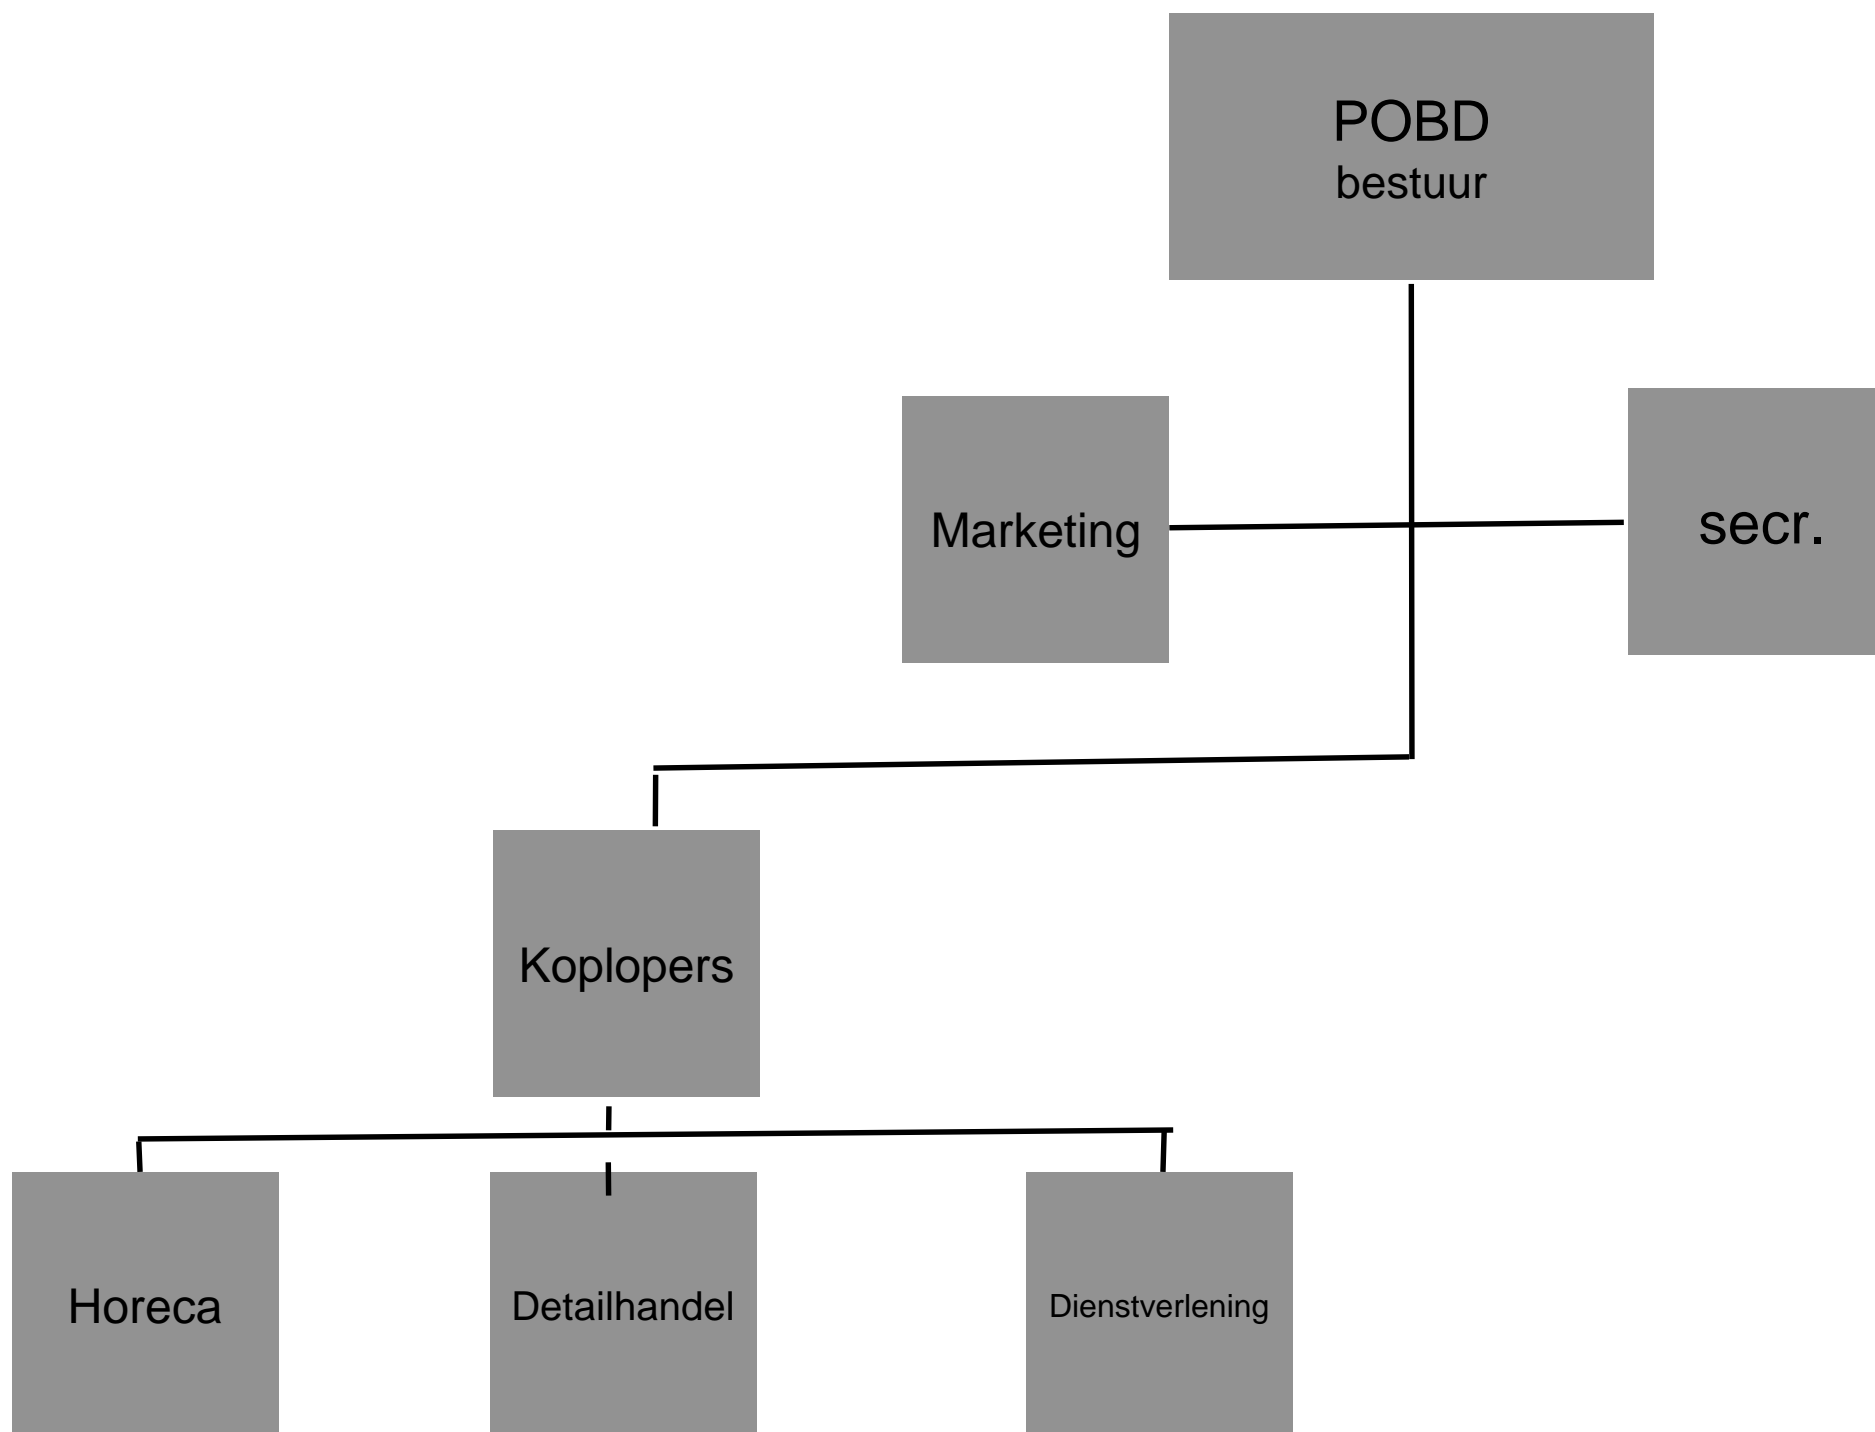 POBD
bestuur
Marketing
secr.
Koplopers
Horeca
Detailhandel
Dienstverlening